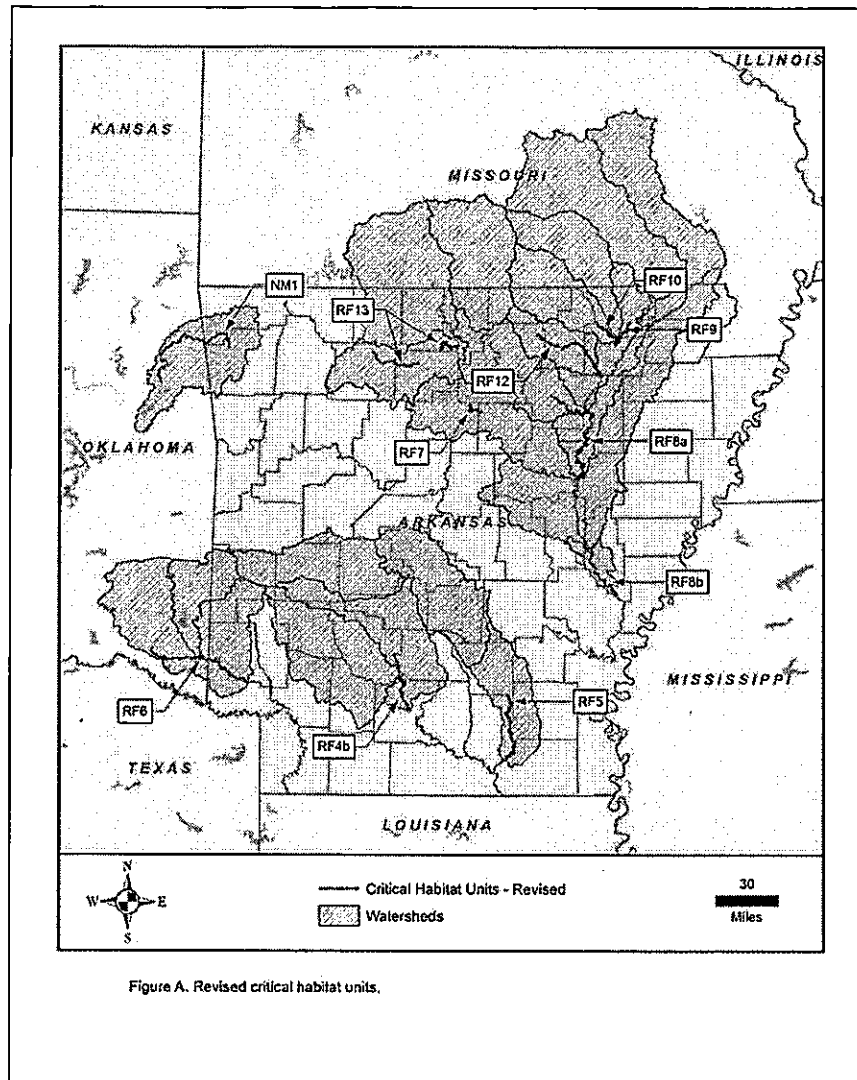 ILLINOIS
KANSAS
MISSOURI
NM1
RF10
RF13
RF9
RF12
OKLAHOMA
RF7
RF8a
ARKANSAS
RF8b
MISSISSIPPI
RF6
RF5
RF4b
TEXAS
LOUISIANA
N
W E
S
Critical Habitat Units - Revised
Watersheds
30
Miles
Figure A. Revised critical habitat units.